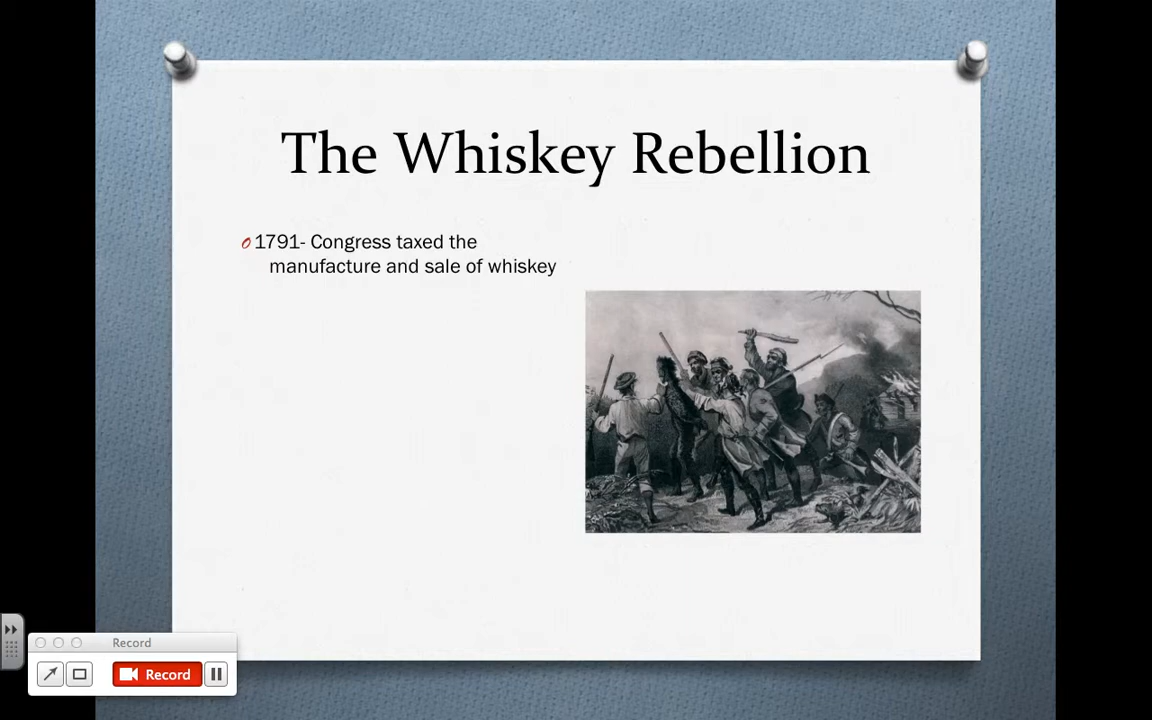 The Whiskey Rebellion
1791- Congress taxed the
manufacture and sale of whiskey
Record
Record